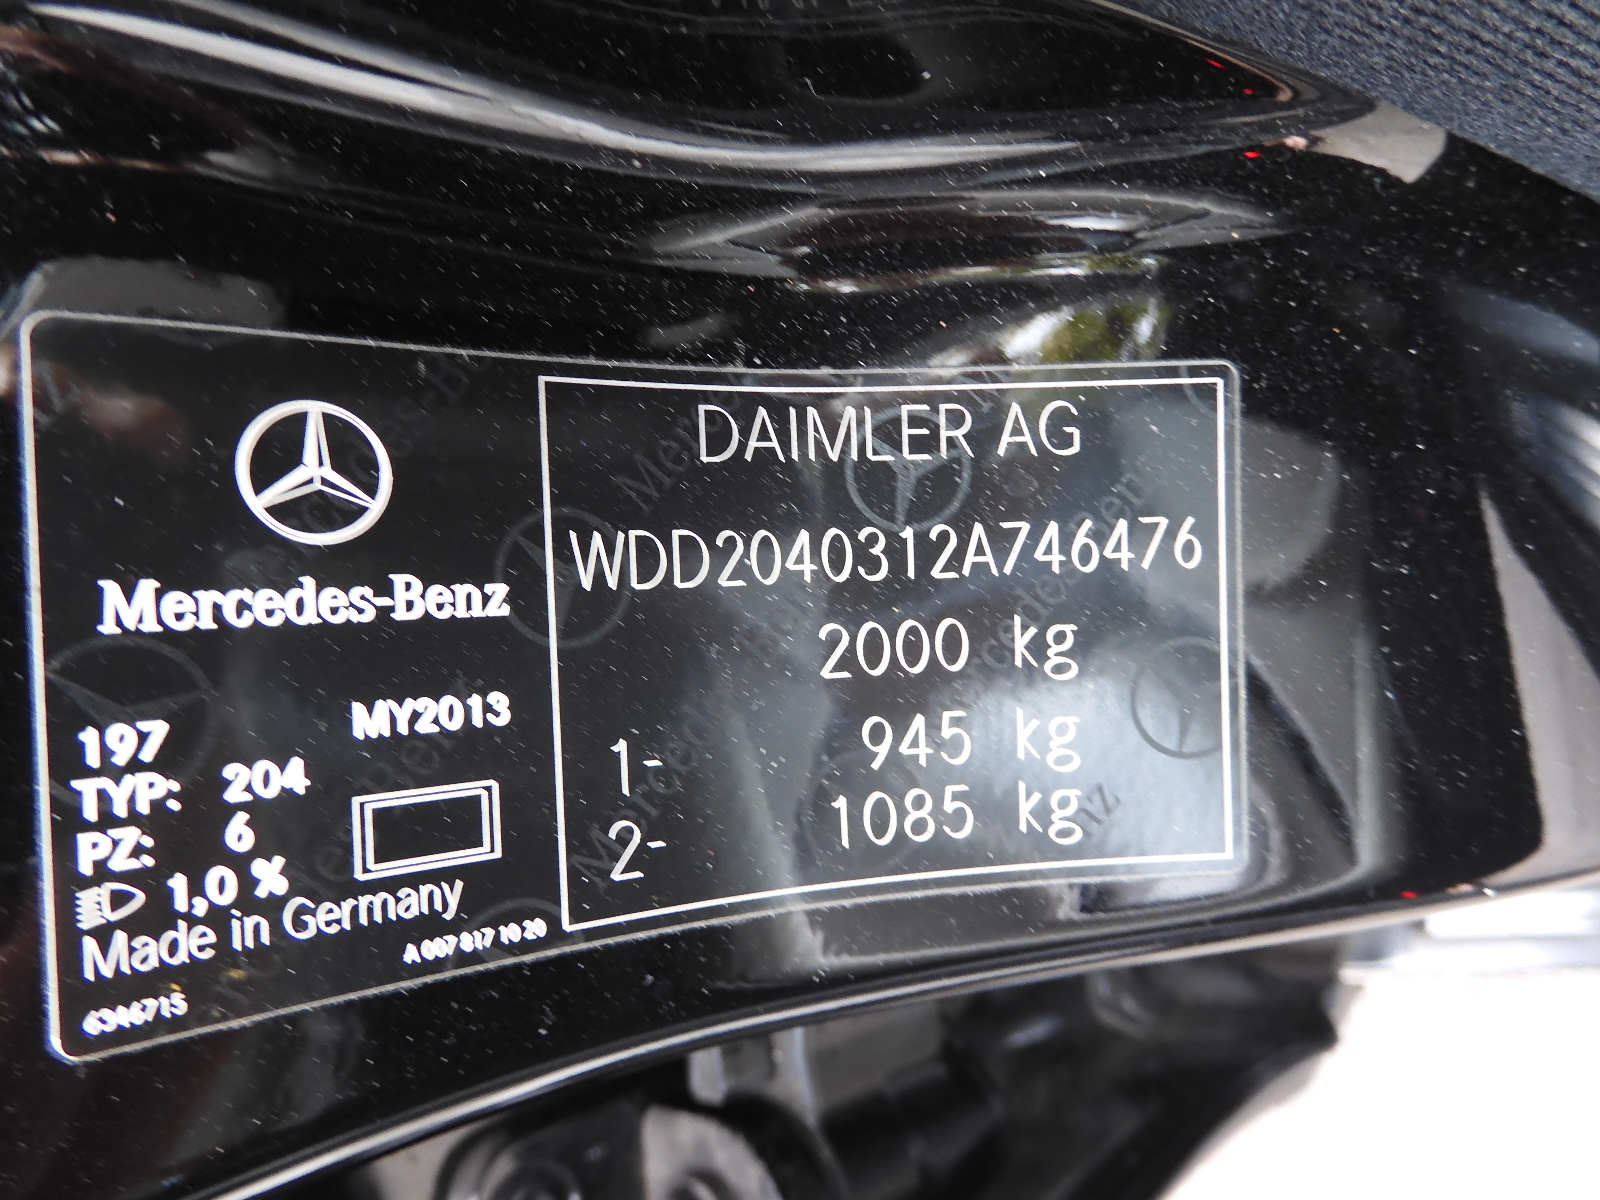 Mercedes-Benz
197 MY2013
TYP: 204
PZ: 6
1,0 %
Made in Germany
A 007 817 10 20
6346715
DAIMLER AG
WDD2040312A746476
2000 kg
1- 945 kg
2- 1085 kg